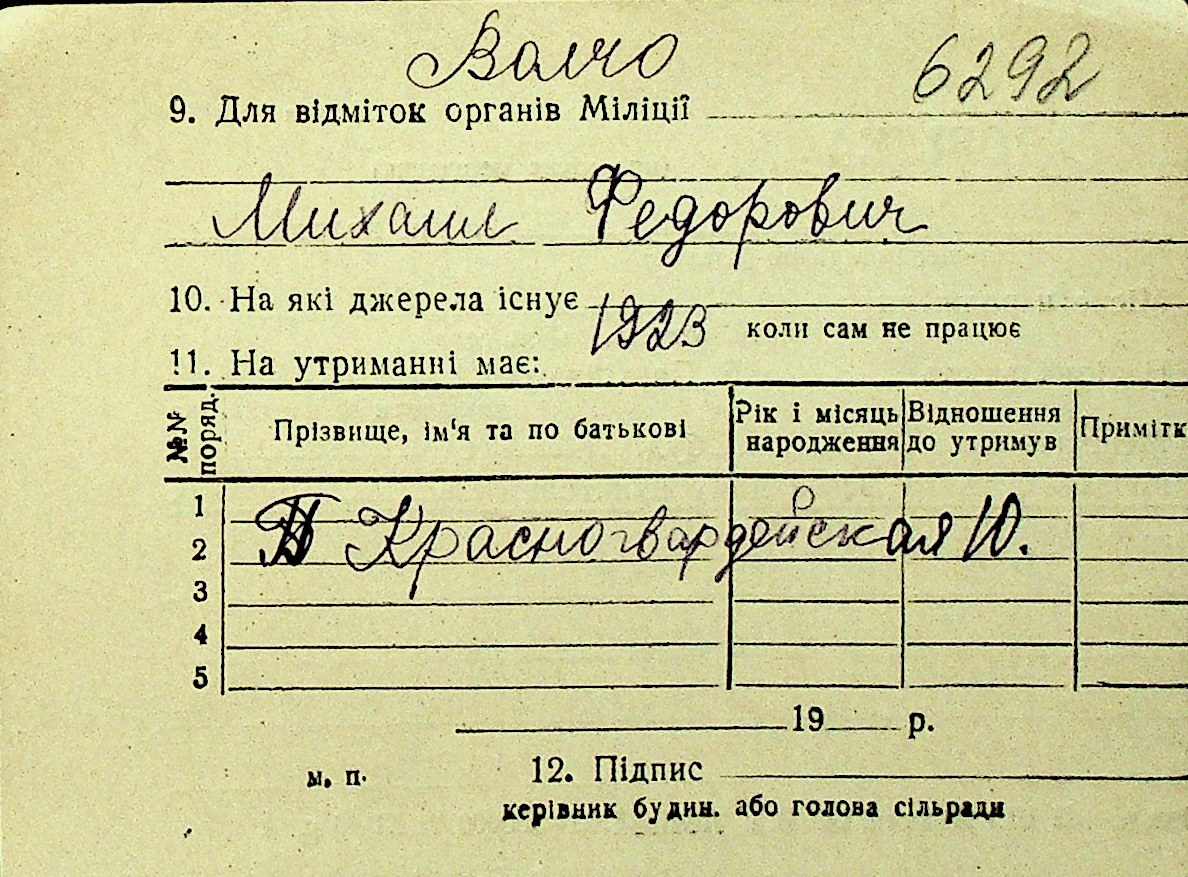 Волчо 6292
9. Для відміток органів Міліції
Михаил Федорович
10. На які джерела існує
1923 коли сам не працює
11. На утриманні має:
№№ поряд. Прізвище, ім'я та по батькові Рік і місяць народження Відношення до утримув Примітк
1
2 Красногвардейская 10.
3
4
5
19 р.
м. п. 12. Підпис
керівник будин. або голова сільради